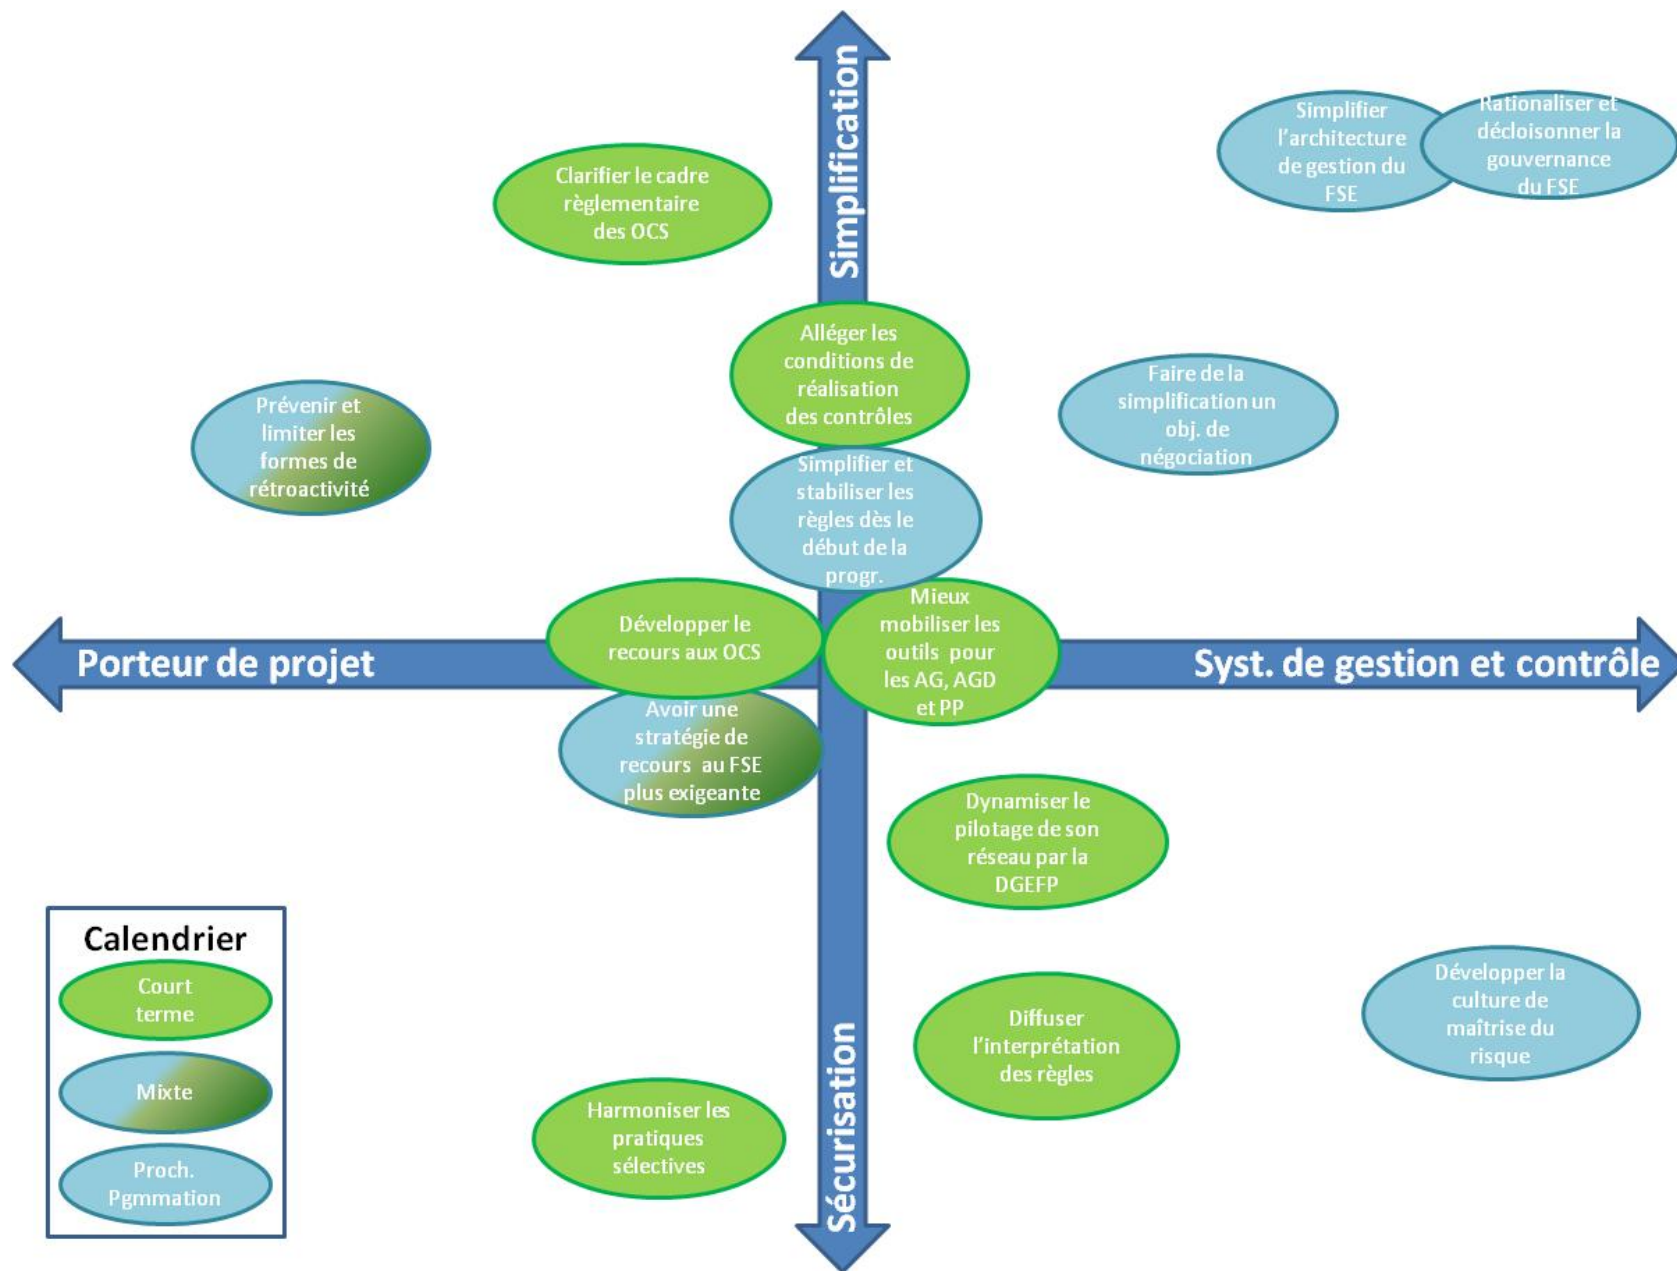 Simplification
Simplifier
l'architecture
de gestion du
FSE
Rationaliser et
décloisonner la
gouvernance
du FSE
Clarifier le cadre
règlementaire
des OCS
Alléger les
conditions de
réalisation
des contrôles
Faire de la
simplification un
obj. de
négociation
Prévenir et
limiter les
formes de
rétroactivité
Simplifier et
stabiliser les
règles dès le
début de la
progr.
Développer le
recours aux OCS
Mieux
mobiliser les
outils pour
les AG, AGD
et PP
Porteur de projet
Syst. de gestion et contrôle
Avoir une
stratégie de
recours au FSE
plus exigeante
Dynamiser le
pilotage de son
réseau par la
DGEFP
Développer la
culture de
maîtrise du
risque
Diffuser
l'interprétation
des règles
Harmoniser les
pratiques
sélectives
Sécurisation
Calendrier
Court
terme
Mixte
Proch.
Pgmmation